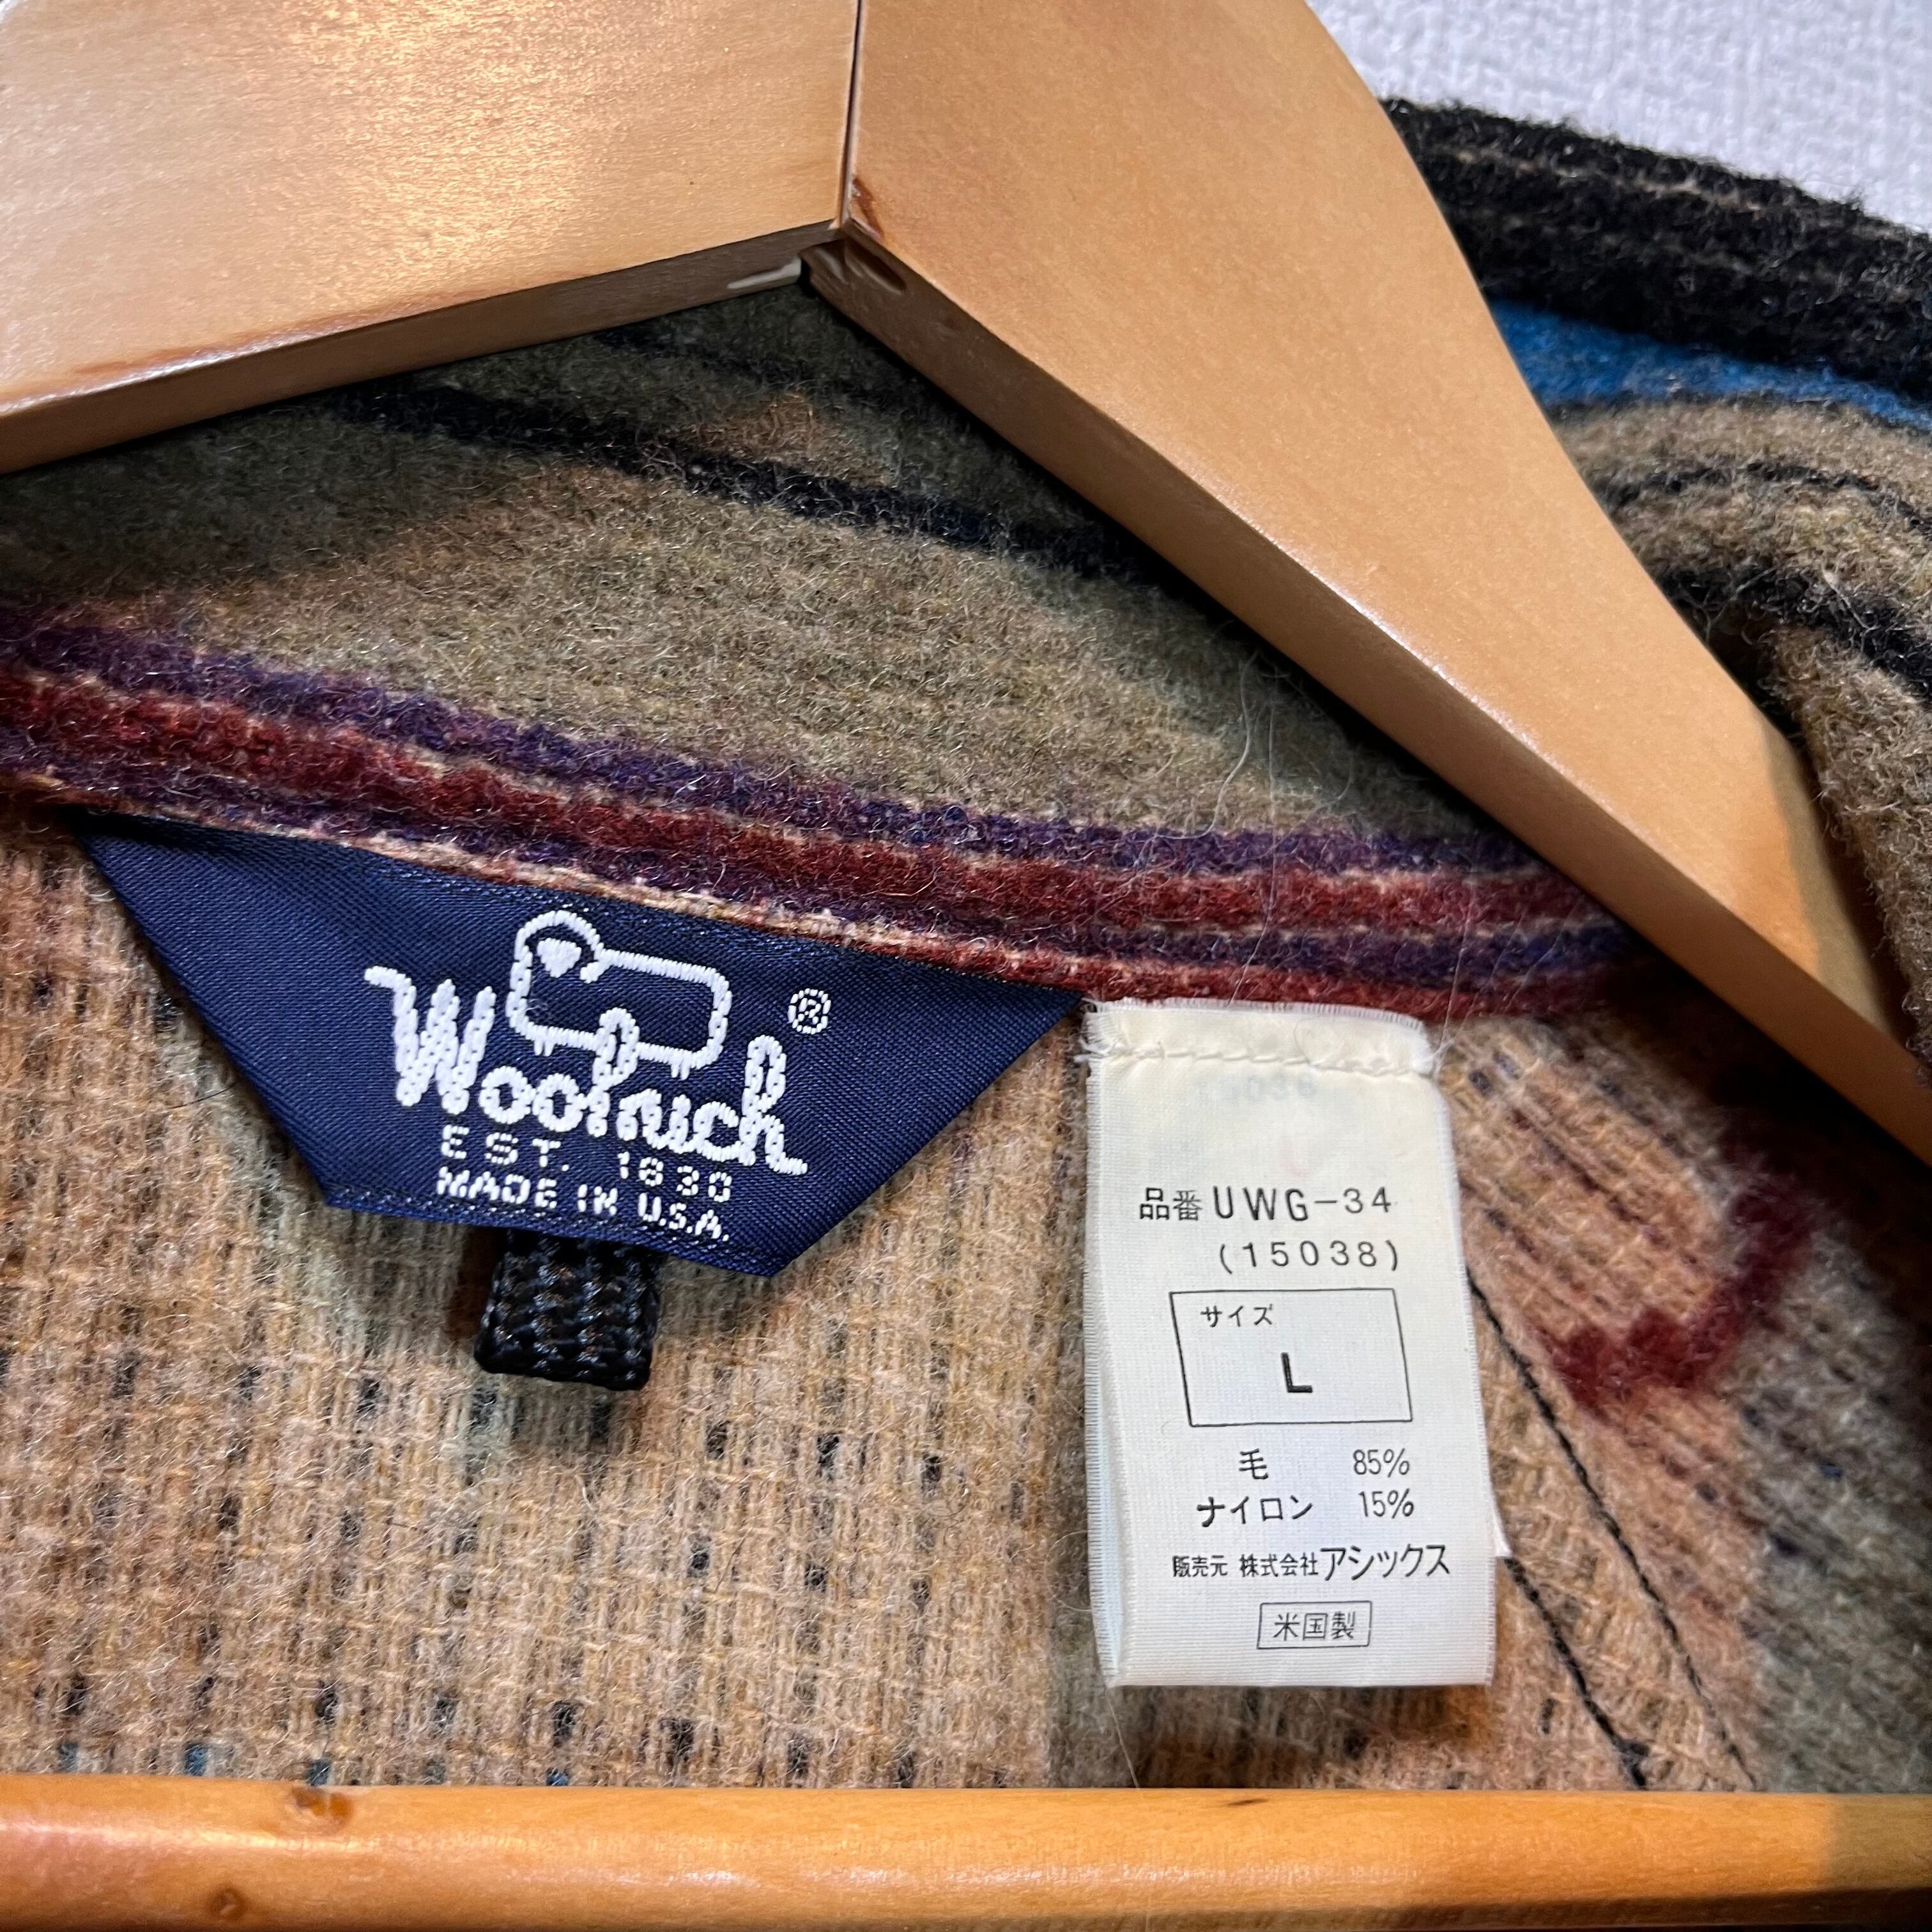 Woolrich ®
EST. 1830
MADE IN U.S.A.
品番 UWG-34
(15038)
サイズ
L
毛 85%
ナイロン 15%
販売元 株式会社アシックス
米国製